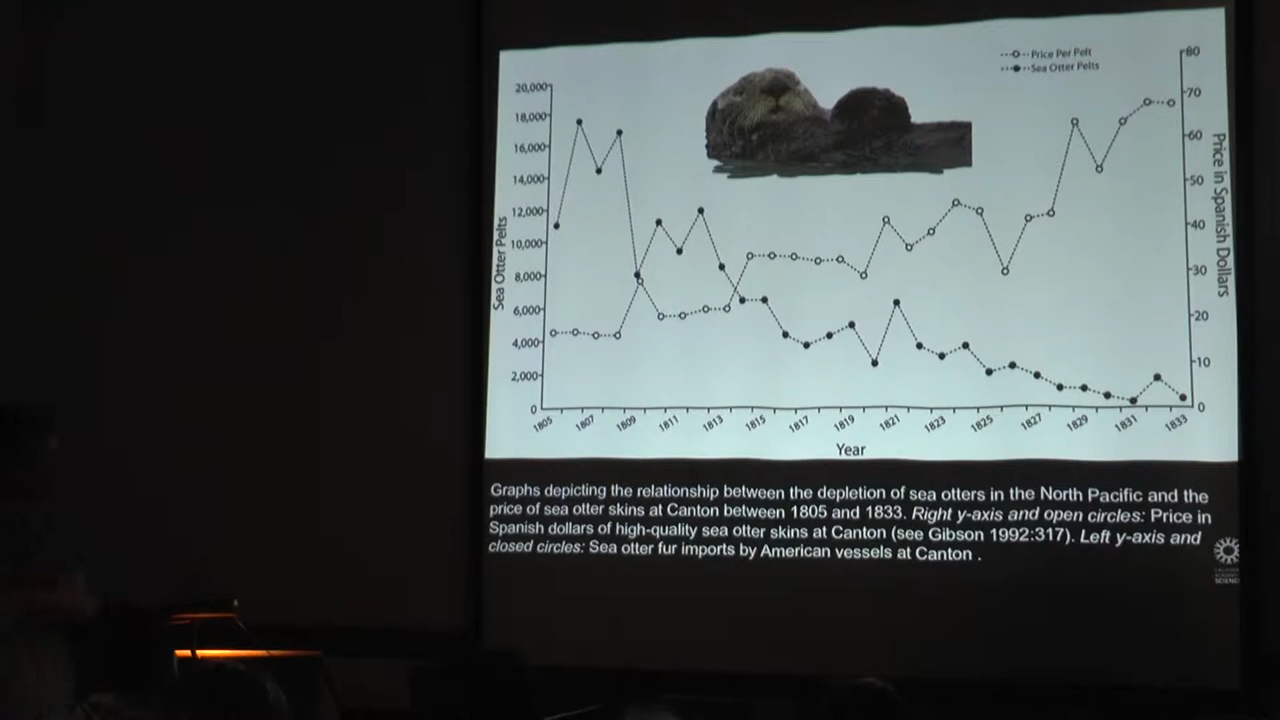 Price Per Pelt
Sea Otter Pelts
20,000
18,000
16,000
14,000
12,000
10,000
8,000
6,000
4,000
2,000
0
Sea Otter Pelts
80
70
60
50
40
30
20
10
0
Price in Spanish Dollars
1805 1807 1809 1811 1813 1815 1817 1819 1821 1823 1825 1827 1829 1831 1833
Year
Graphs depicting the relationship between the depletion of sea otters in the North Pacific and the
price of sea otter skins at Canton between 1805 and 1833. Right y-axis and open circles: Price in
Spanish dollars of high-quality sea otter skins at Canton (see Gibson 1992:317). Left y-axis and
closed circles: Sea otter fur imports by American vessels at Canton .